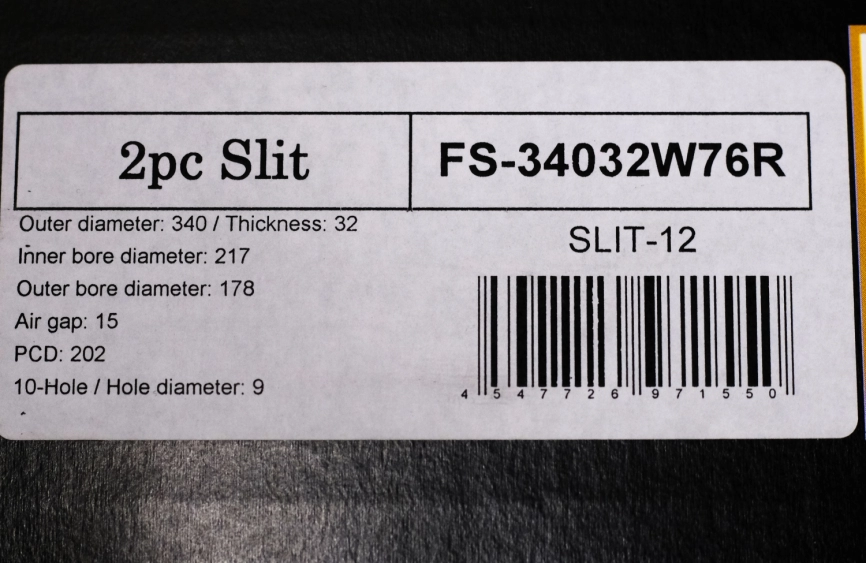 2pc Slit
FS-34032W76R
Outer diameter: 340 / Thickness: 32
Inner bore diameter: 217
Outer bore diameter: 178
Air gap: 15
PCD: 202
10-Hole / Hole diameter: 9
SLIT-12
4 547726 971550